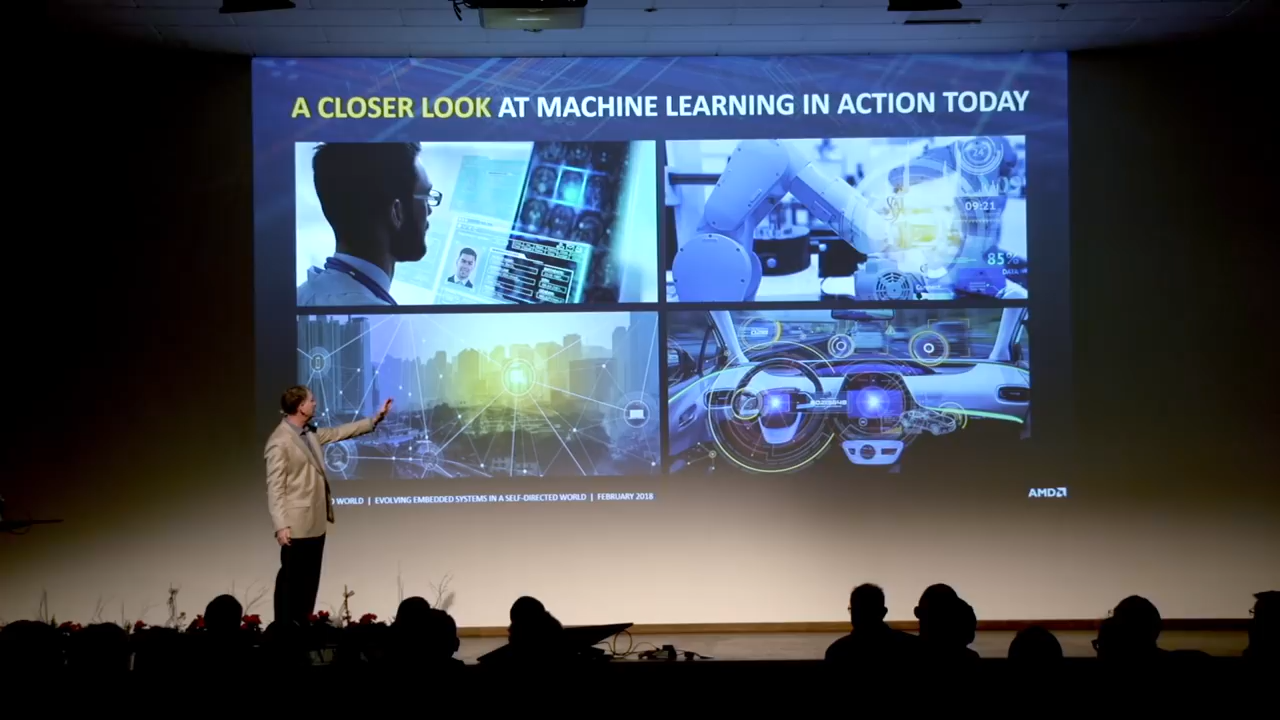 A CLOSER LOOK AT MACHINE LEARNING IN ACTION TODAY
09:21
85%
DATA
WORLD | EVOLVING EMBEDDED SYSTEMS IN A SELF-DIRECTED WORLD | FEBRUARY 2018
AMD